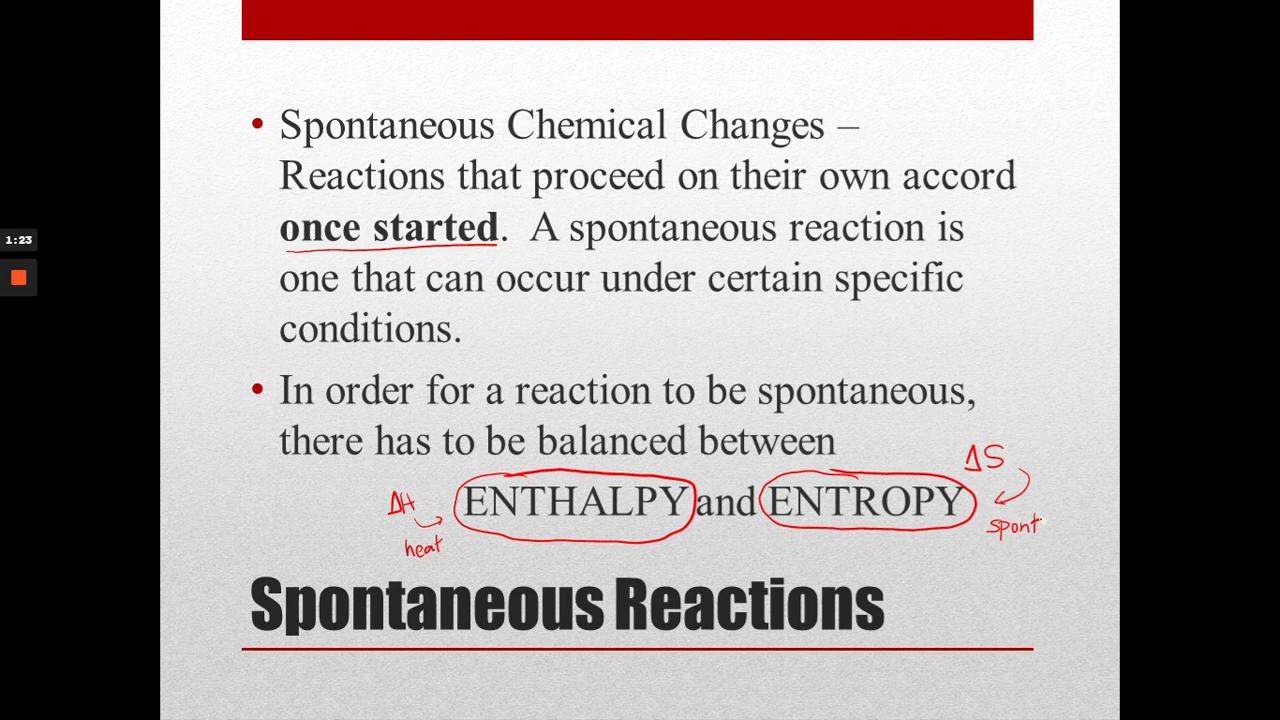 • Spontaneous Chemical Changes –
Reactions that proceed on their own accord
once started. A spontaneous reaction is
one that can occur under certain specific
conditions.
• In order for a reaction to be spontaneous,
there has to be balanced between
ΔS
ΔH ENTHALPY and ENTROPY
heat
spont
Spontaneous Reactions
1:23